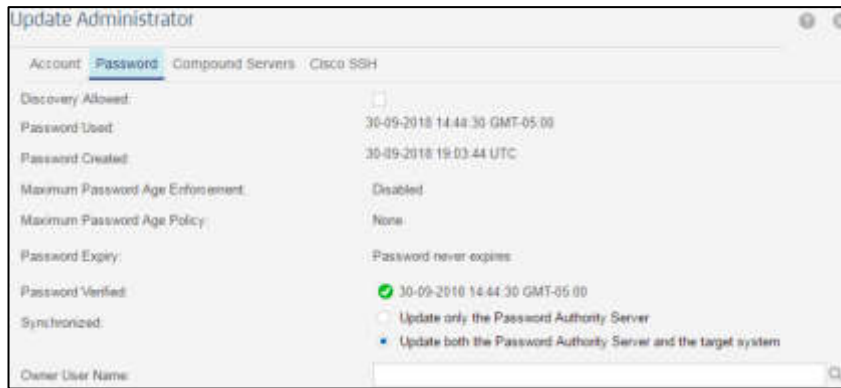 Update Administrator
Account Password Compound Servers Cisco SSH
Discovery Allowed:
Password Used: 30-09-2018 14:44:30 GMT-05:00
Password Created: 30-09-2018 19:03:44 UTC
Maximum Password Age Enforcement: Disabled
Maximum Password Age Policy: None
Password Expiry: Password never expires
Password Verified: 30-09-2018 14:44:30 GMT-05:00
Synchronized: Update only the Password Authority Server
Update both the Password Authority Server and the target system
Owner User Name: